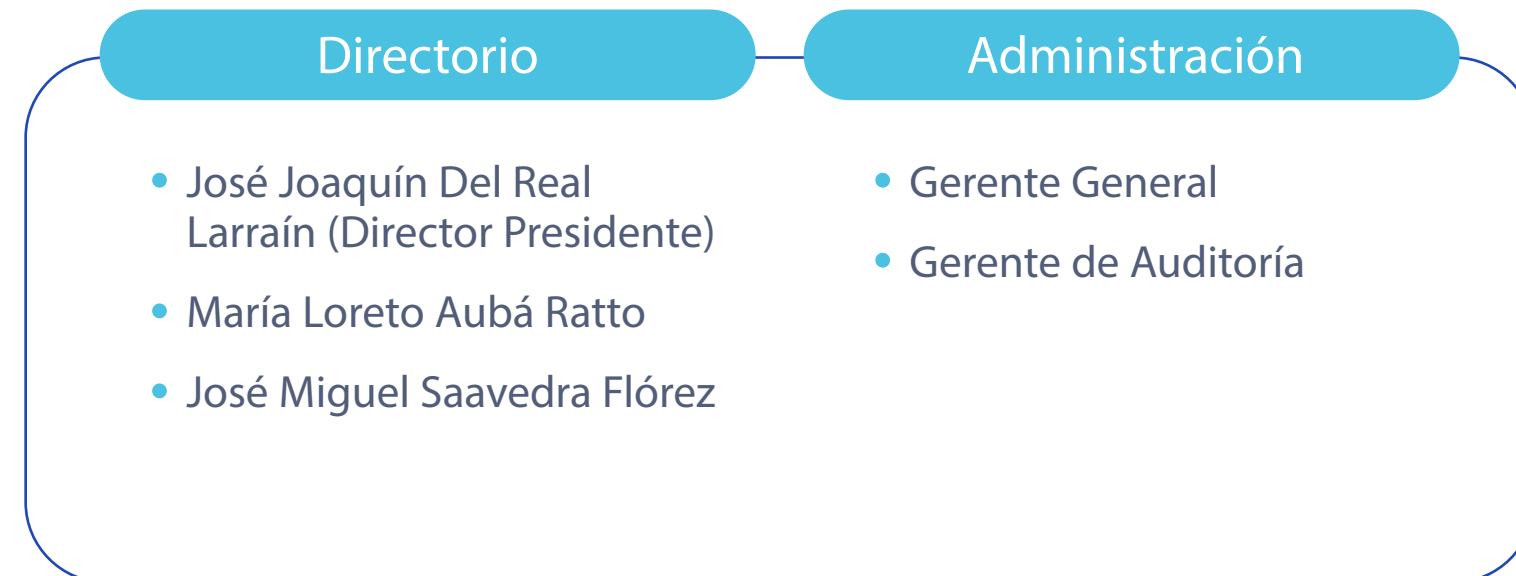 Directorio
José Joaquín Del Real
Larraín (Director Presidente)
María Loreto Aubá Ratto
José Miguel Saavedra Flórez
Administración
Gerente General
Gerente de Auditoría